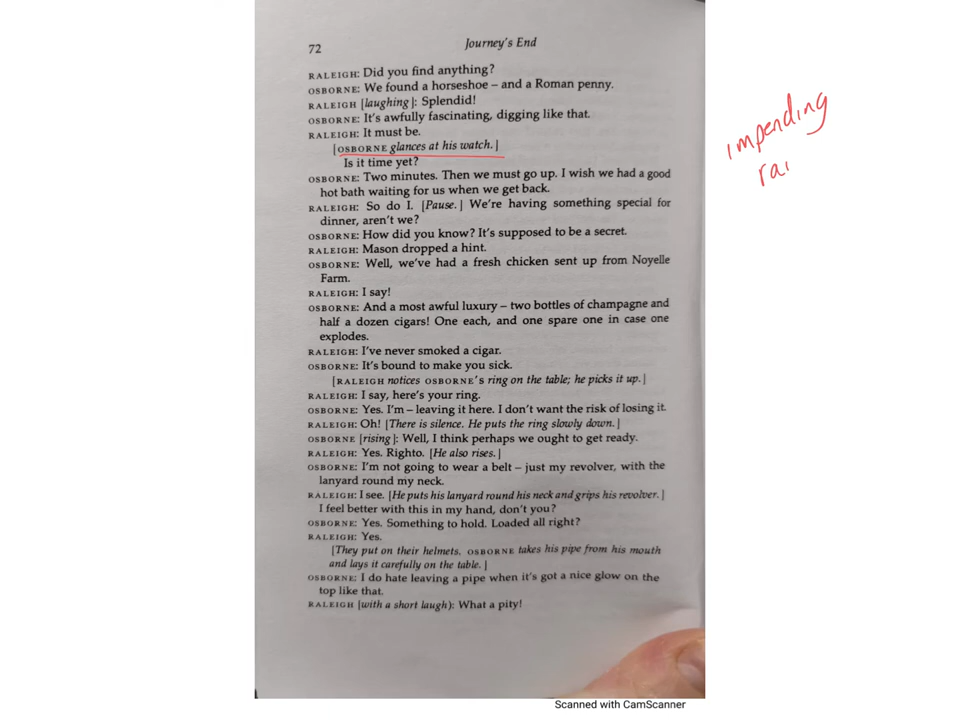 72
Journey's End
RALEIGH: Did you find anything?
OSBORNE: We found a horseshoe – and a Roman penny.
RALEIGH [laughing]: Splendid!
OSBORNE: It's awfully fascinating, digging like that.
RALEIGH: It must be.
[OSBORNE glances at his watch.]
Is it time yet?
OSBORNE: Two minutes. Then we must go up. I wish we had a good
hot bath waiting for us when we get back.
RALEIGH: So do I. [Pause.] We're having something special for
dinner, aren't we?
OSBORNE: How did you know? It's supposed to be a secret.
RALEIGH: Mason dropped a hint.
OSBORNE: Well, we've had a fresh chicken sent up from Noyelle
Farm.
RALEIGH: I say!
OSBORNE: And a most awful luxury – two bottles of champagne and
half a dozen cigars! One each, and one spare one in case one
explodes.
RALEIGH: I've never smoked a cigar.
OSBORNE: It's bound to make you sick.
[RALEIGH notices OSBORNE's ring on the table; he picks it up.]
RALEIGH: I say, here's your ring.
OSBORNE: Yes. I'm – leaving it here. I don't want the risk of losing it.
RALEIGH: Oh! [There is silence. He puts the ring slowly down.]
OSBORNE [rising]: Well, I think perhaps we ought to get ready.
RALEIGH: Yes. Righto. [He also rises.]
OSBORNE: I'm not going to wear a belt – just my revolver, with the
lanyard round my neck.
RALEIGH: I see. [He puts his lanyard round his neck and grips his revolver.]
I feel better with this in my hand, don't you?
OSBORNE: Yes. Something to hold. Loaded all right?
RALEIGH: Yes.
[They put on their helmets. OSBORNE takes his pipe from his mouth
and lays it carefully on the table.]
OSBORNE: I do hate leaving a pipe when it's got a nice glow on the
top like that.
RALEIGH [with a short laugh): What a pity!
impending
rai
Scanned with CamScanner